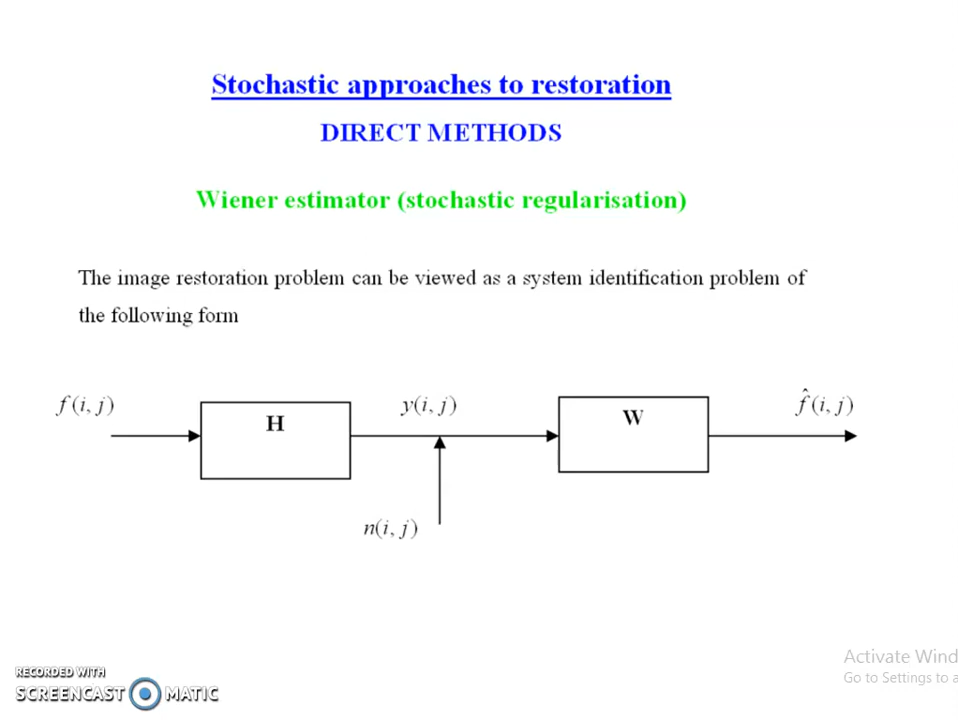 Stochastic approaches to restoration
DIRECT METHODS
Wiener estimator (stochastic regularisation)
The image restoration problem can be viewed as a system identification problem of
the following form
f(i, j)
H
y(i, j)
W
f̂(i, j)
n(i, j)
Activate Wind
Go to Settings to a
RECORDED WITH
SCREENCAST MATIC